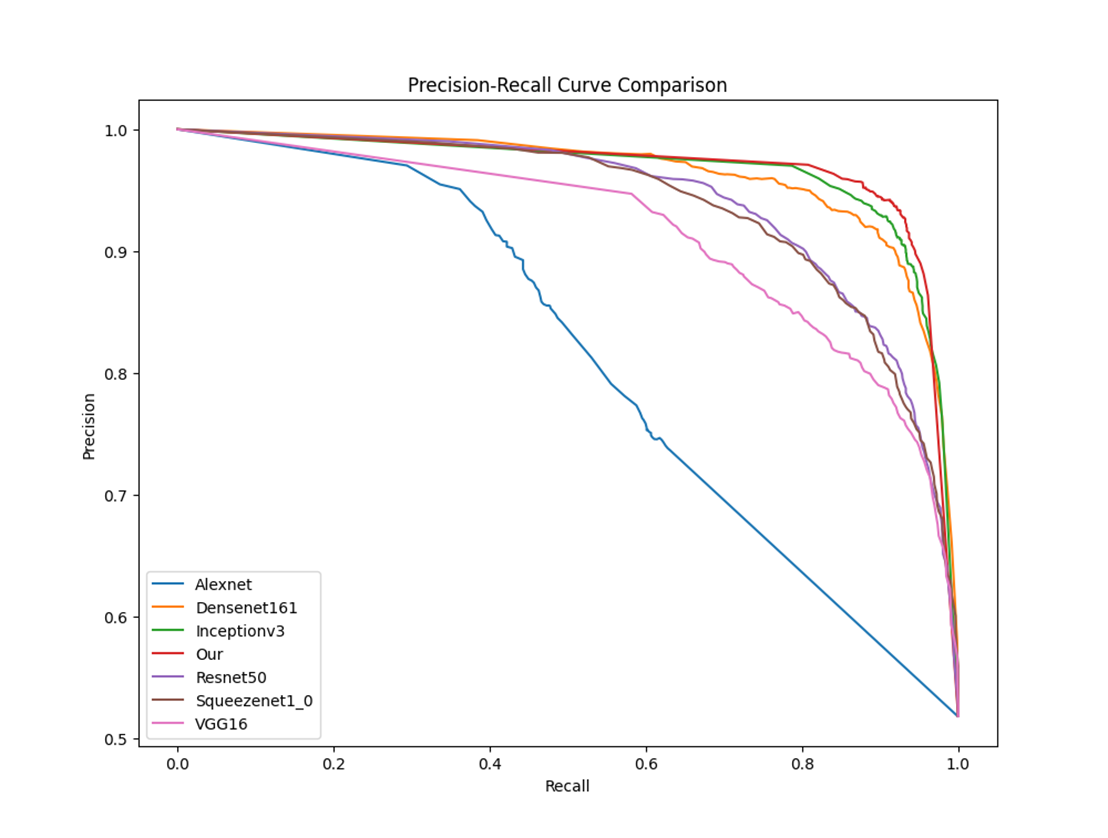 Precision-Recall Curve Comparison
1.0
0.9
0.8
0.7
0.6
0.5
Precision
Alexnet
Densenet161
Inceptionv3
Our
Resnet50
Squeezenet1_0
VGG16
0.0 0.2 0.4 0.6 0.8 1.0
Recall